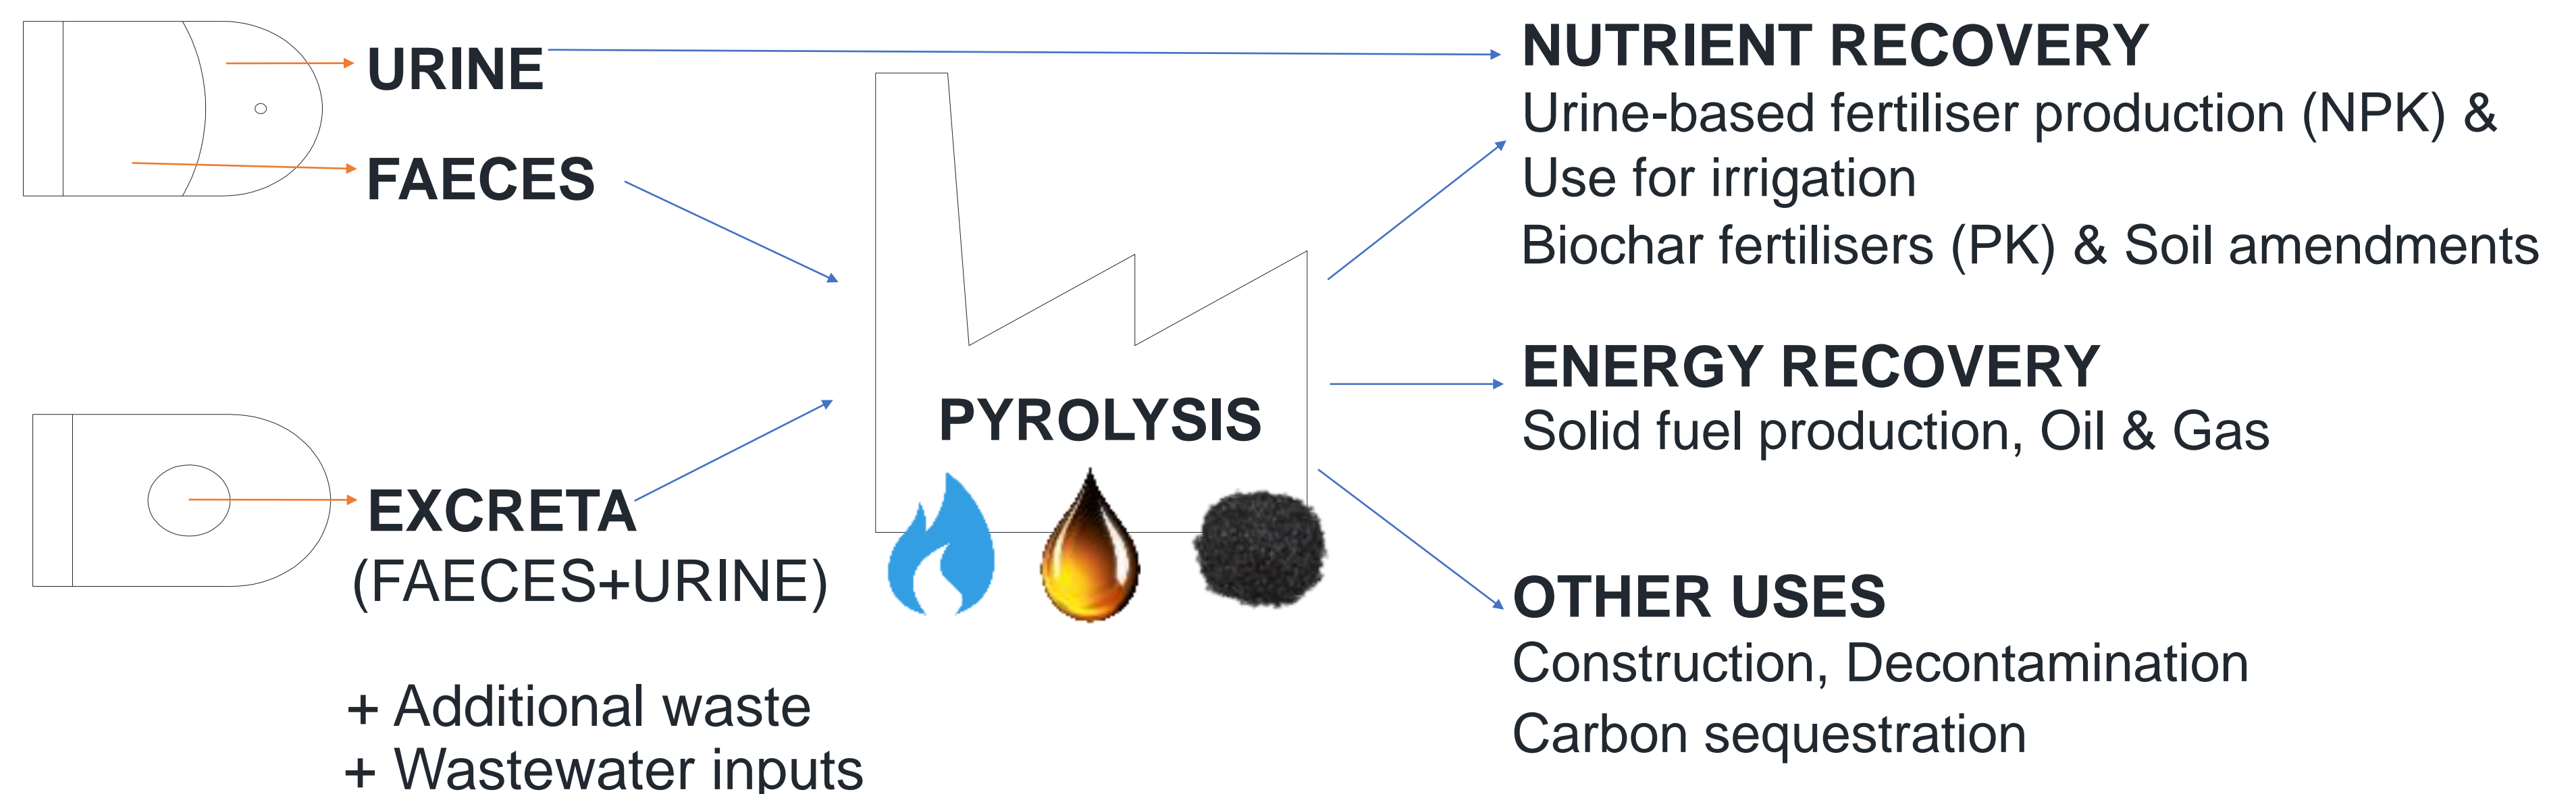 URINE
FAECES
EXCRETA
(FAECES+URINE)
+ Additional waste
+ Wastewater inputs
PYROLYSIS
NUTRIENT RECOVERY
Urine-based fertiliser production (NPK) &
Use for irrigation
Biochar fertilisers (PK) & Soil amendments
ENERGY RECOVERY
Solid fuel production, Oil & Gas
OTHER USES
Construction, Decontamination
Carbon sequestration